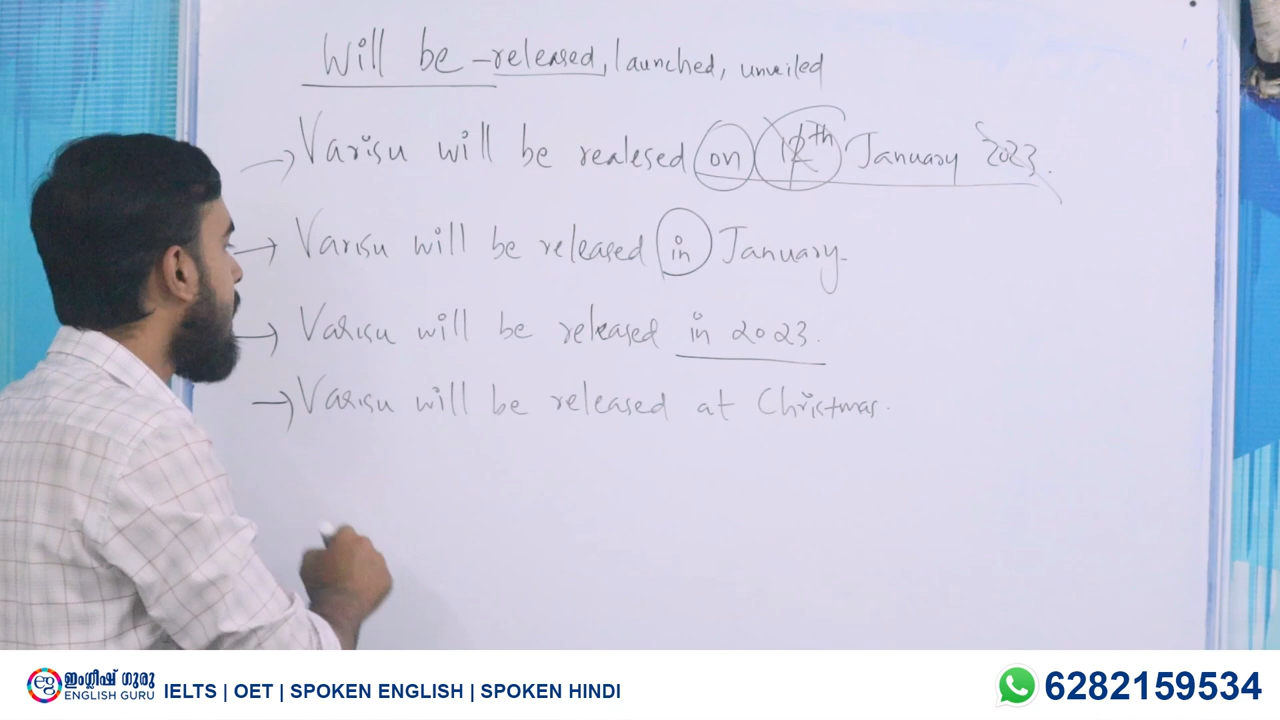 Will be - released, launched, unveiled
→ Varisu will be realesed on 12th January 2023.
→ Varisu will be released in January.
→ Varisu will be released in 2023.
→ Varisu will be released at Christmas.
eg ഇംഗ്ലീഷ് ഗുരു
ENGLISH GURU
IELTS | OET | SPOKEN ENGLISH | SPOKEN HINDI
6282159534